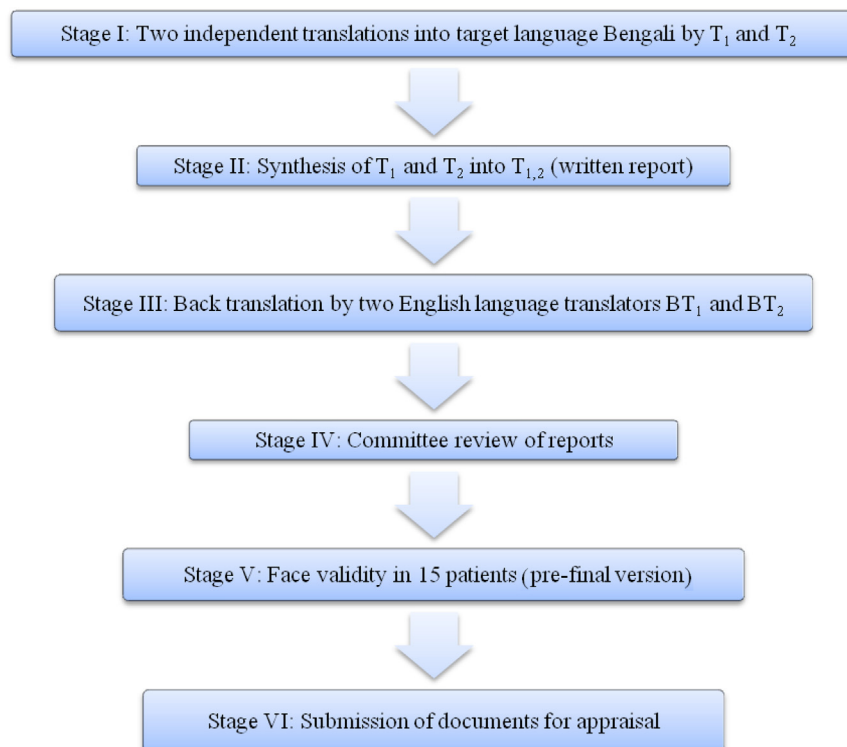 Stage I: Two independent translations into target language Bengali by T₁ and T₂
Stage II: Synthesis of T₁ and T₂ into T₁,₂ (written report)
Stage III: Back translation by two English language translators BT₁ and BT₂
Stage IV: Committee review of reports
Stage V: Face validity in 15 patients (pre-final version)
Stage VI: Submission of documents for appraisal